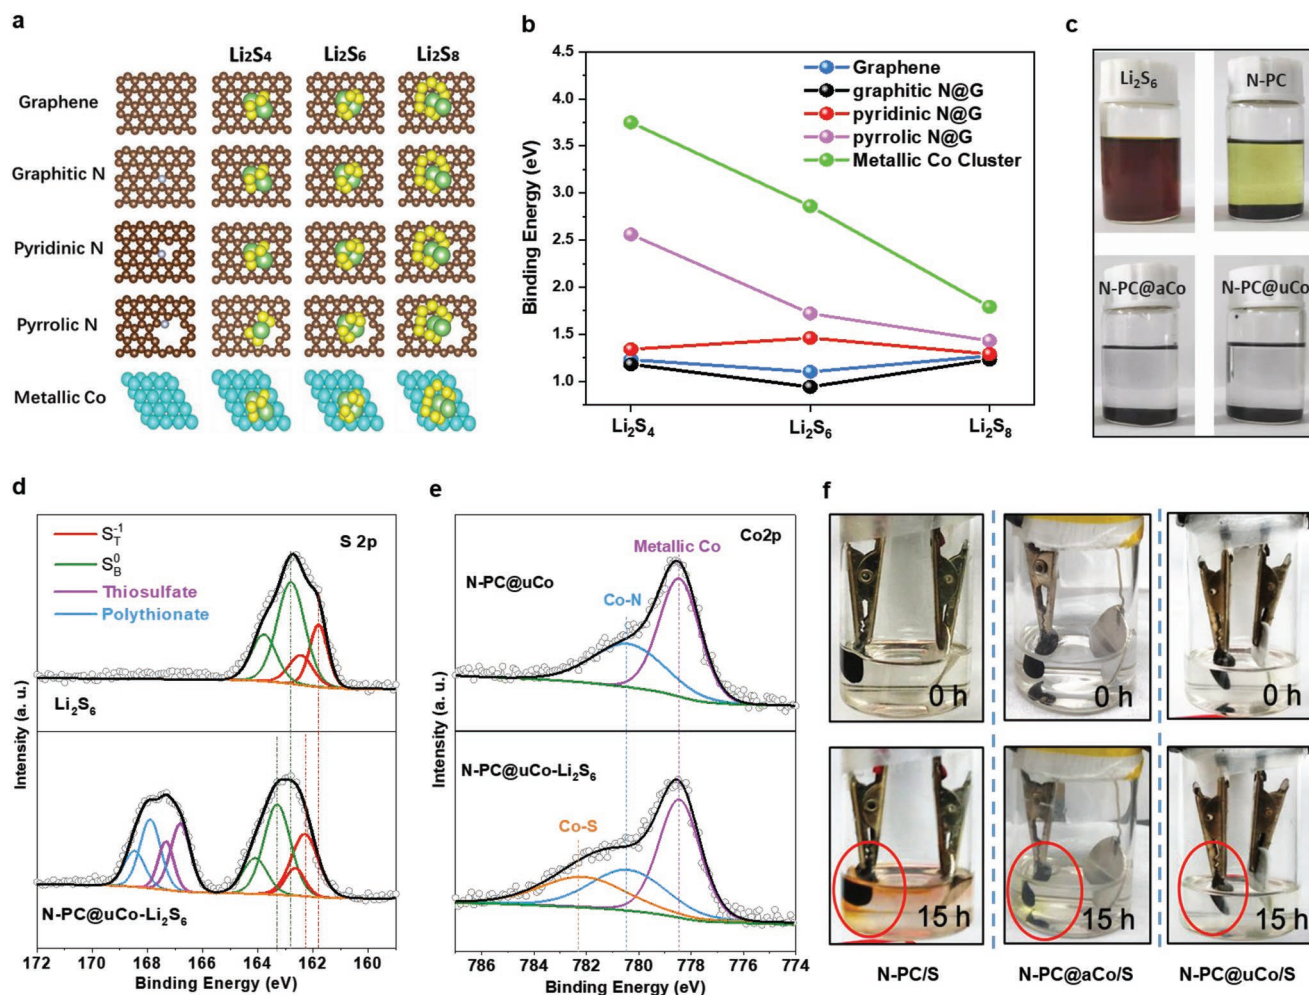 a
Li₂S₄ Li₂S₆ Li₂S₈
Graphene
Graphitic N
Pyridinic N
Pyrrolic N
Metallic Co
b
4.5
4.0
3.5
3.0
2.5
2.0
1.5
1.0
Binding Energy (eV)
Graphene
graphitic N@G
pyridinic N@G
pyrrolic N@G
Metallic Co Cluster
Li₂S₄ Li₂S₆ Li₂S₈
c
Li₂S₆ N-PC
N-PC@aCo N-PC@uCo
d
S 2p
S_T^-1
S_B^0
Thiosulfate
Polythionate
Li₂S₆
N-PC@uCo-Li₂S₆
Intensity (a. u.)
172 170 168 166 164 162 160
Binding Energy (eV)
e
Metallic Co Co2p
N-PC@uCo
Co-N
N-PC@uCo-Li₂S₆
Co-S
Intensity (a. u.)
786 784 782 780 778 776 774
Binding Energy (eV)
f
0 h 0 h 0 h
15 h 15 h 15 h
N-PC/S N-PC@aCo/S N-PC@uCo/S